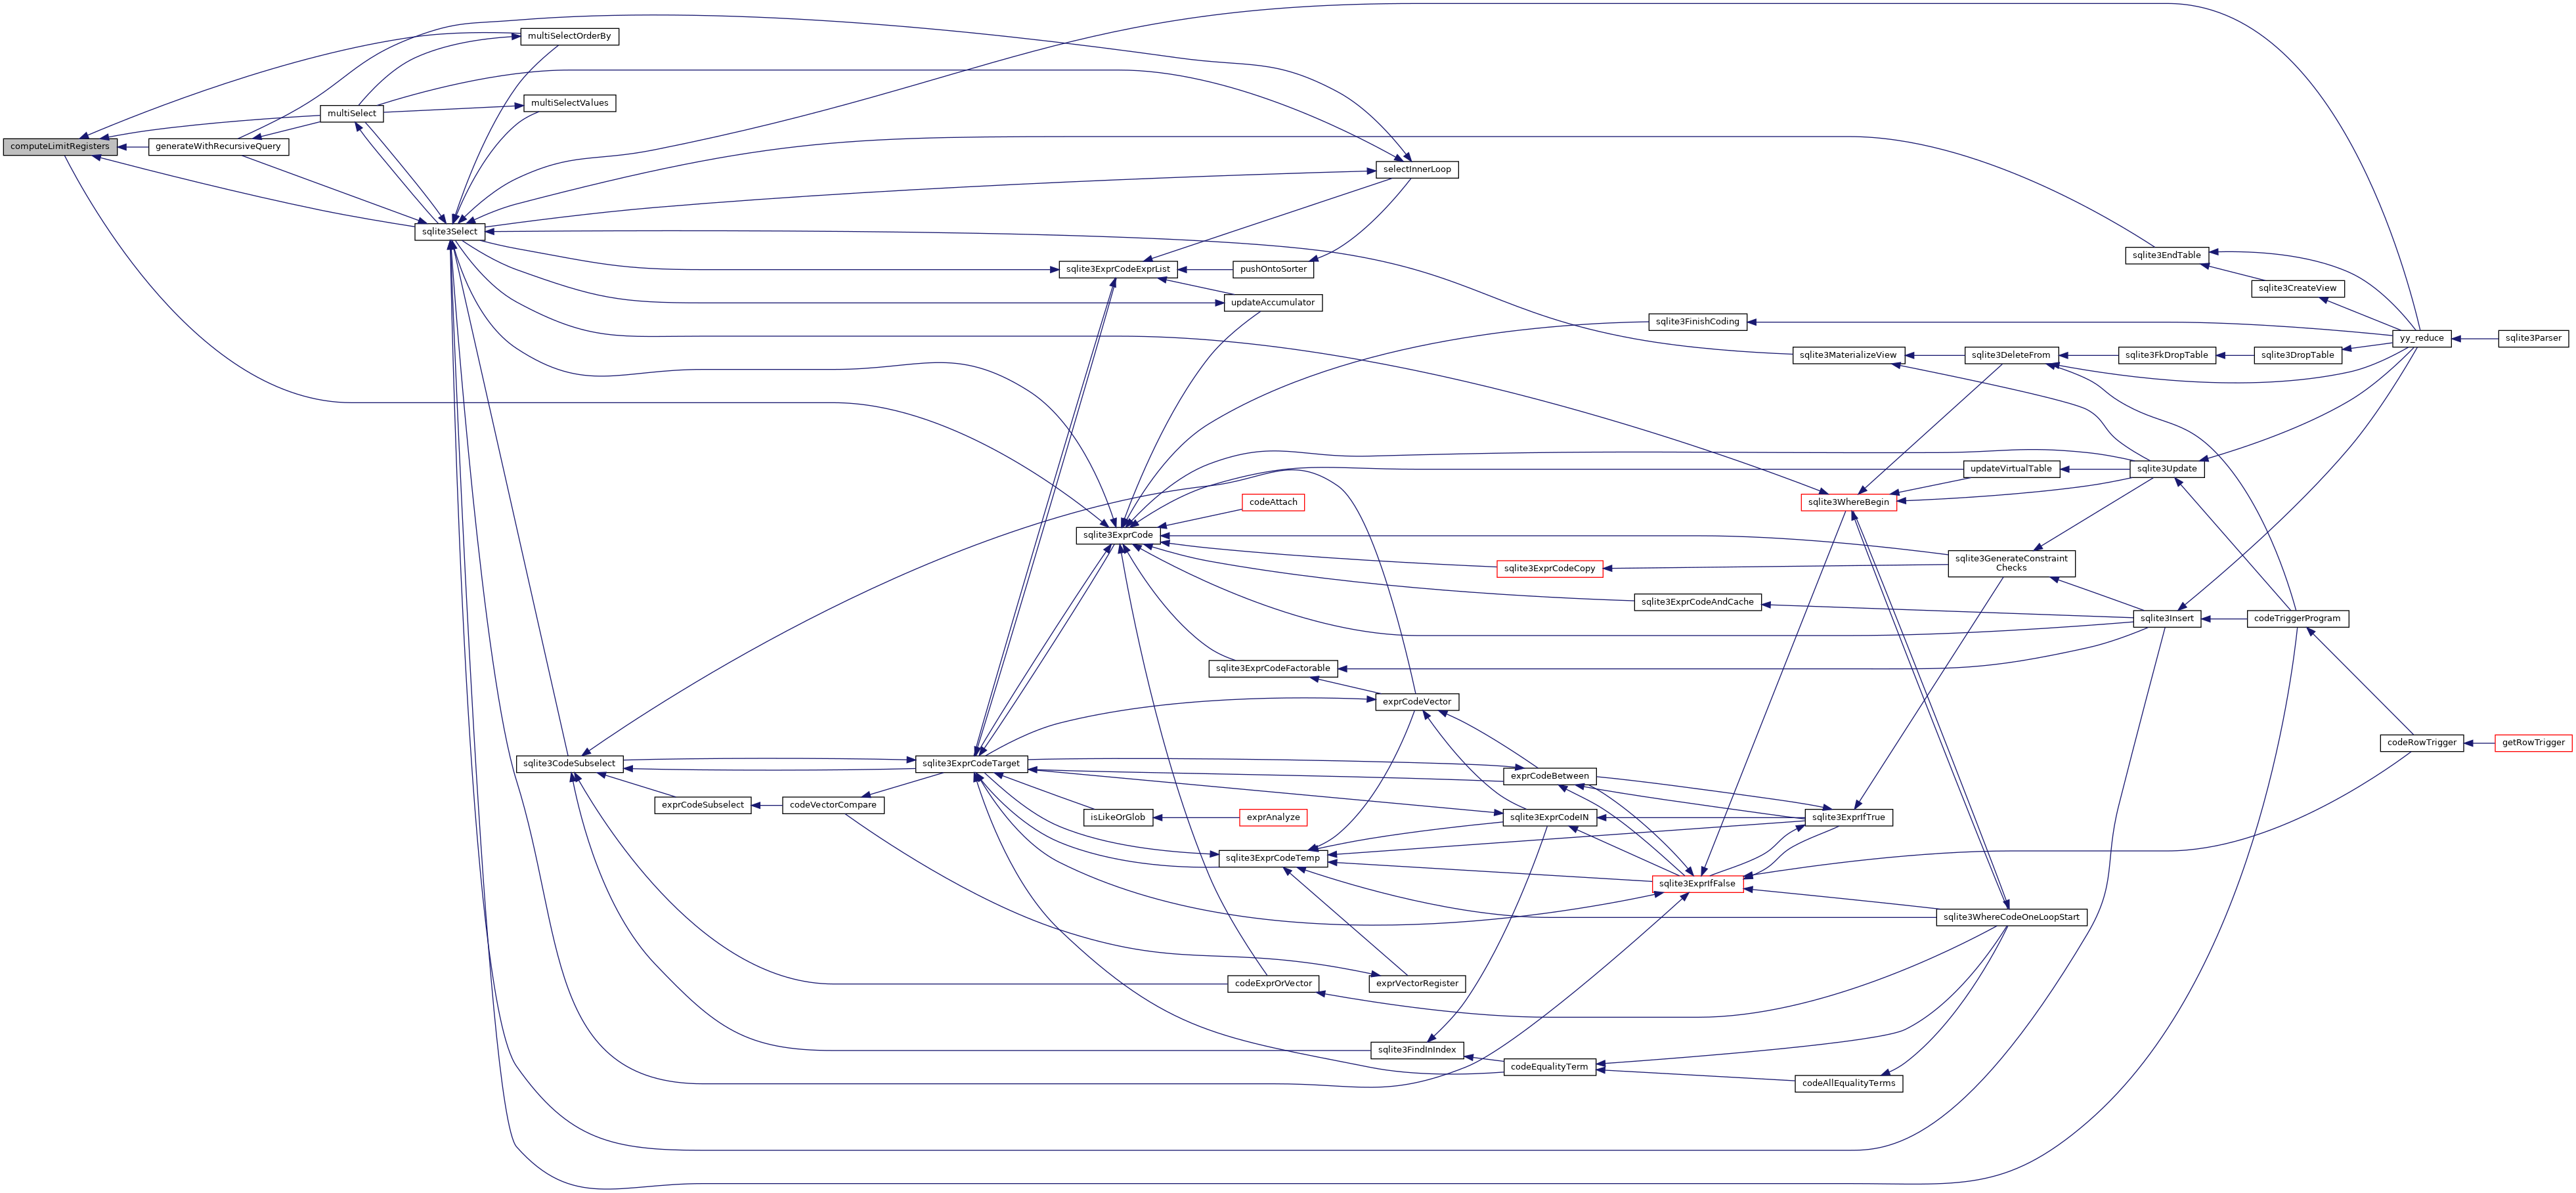 multiSelectOrderBy
multiSelectValues
multiSelect
computeLimitRegisters
generateWithRecursiveQuery
selectInnerLoop
sqlite3Select
sqlite3EndTable
sqlite3ExprCodeExprList
pushOntoSorter
sqlite3CreateView
updateAccumulator
sqlite3FinishCoding
yy_reduce
sqlite3Parser
sqlite3MaterializeView
sqlite3DeleteFrom
sqlite3FkDropTable
sqlite3DropTable
updateVirtualTable
sqlite3Update
codeAttach
sqlite3WhereBegin
sqlite3ExprCode
sqlite3GenerateConstraint
Checks
sqlite3ExprCodeCopy
sqlite3ExprCodeAndCache
sqlite3Insert
codeTriggerProgram
sqlite3ExprCodeFactorable
exprCodeVector
codeRowTrigger
getRowTrigger
sqlite3CodeSubselect
sqlite3ExprCodeTarget
exprCodeBetween
exprCodeSubselect
codeVectorCompare
isLikeOrGlob
exprAnalyze
sqlite3ExprCodeIN
sqlite3ExprIfTrue
sqlite3ExprCodeTemp
sqlite3ExprIfFalse
sqlite3WhereCodeOneLoopStart
codeExprOrVector
exprVectorRegister
sqlite3FindInIndex
codeEqualityTerm
codeAllEqualityTerms